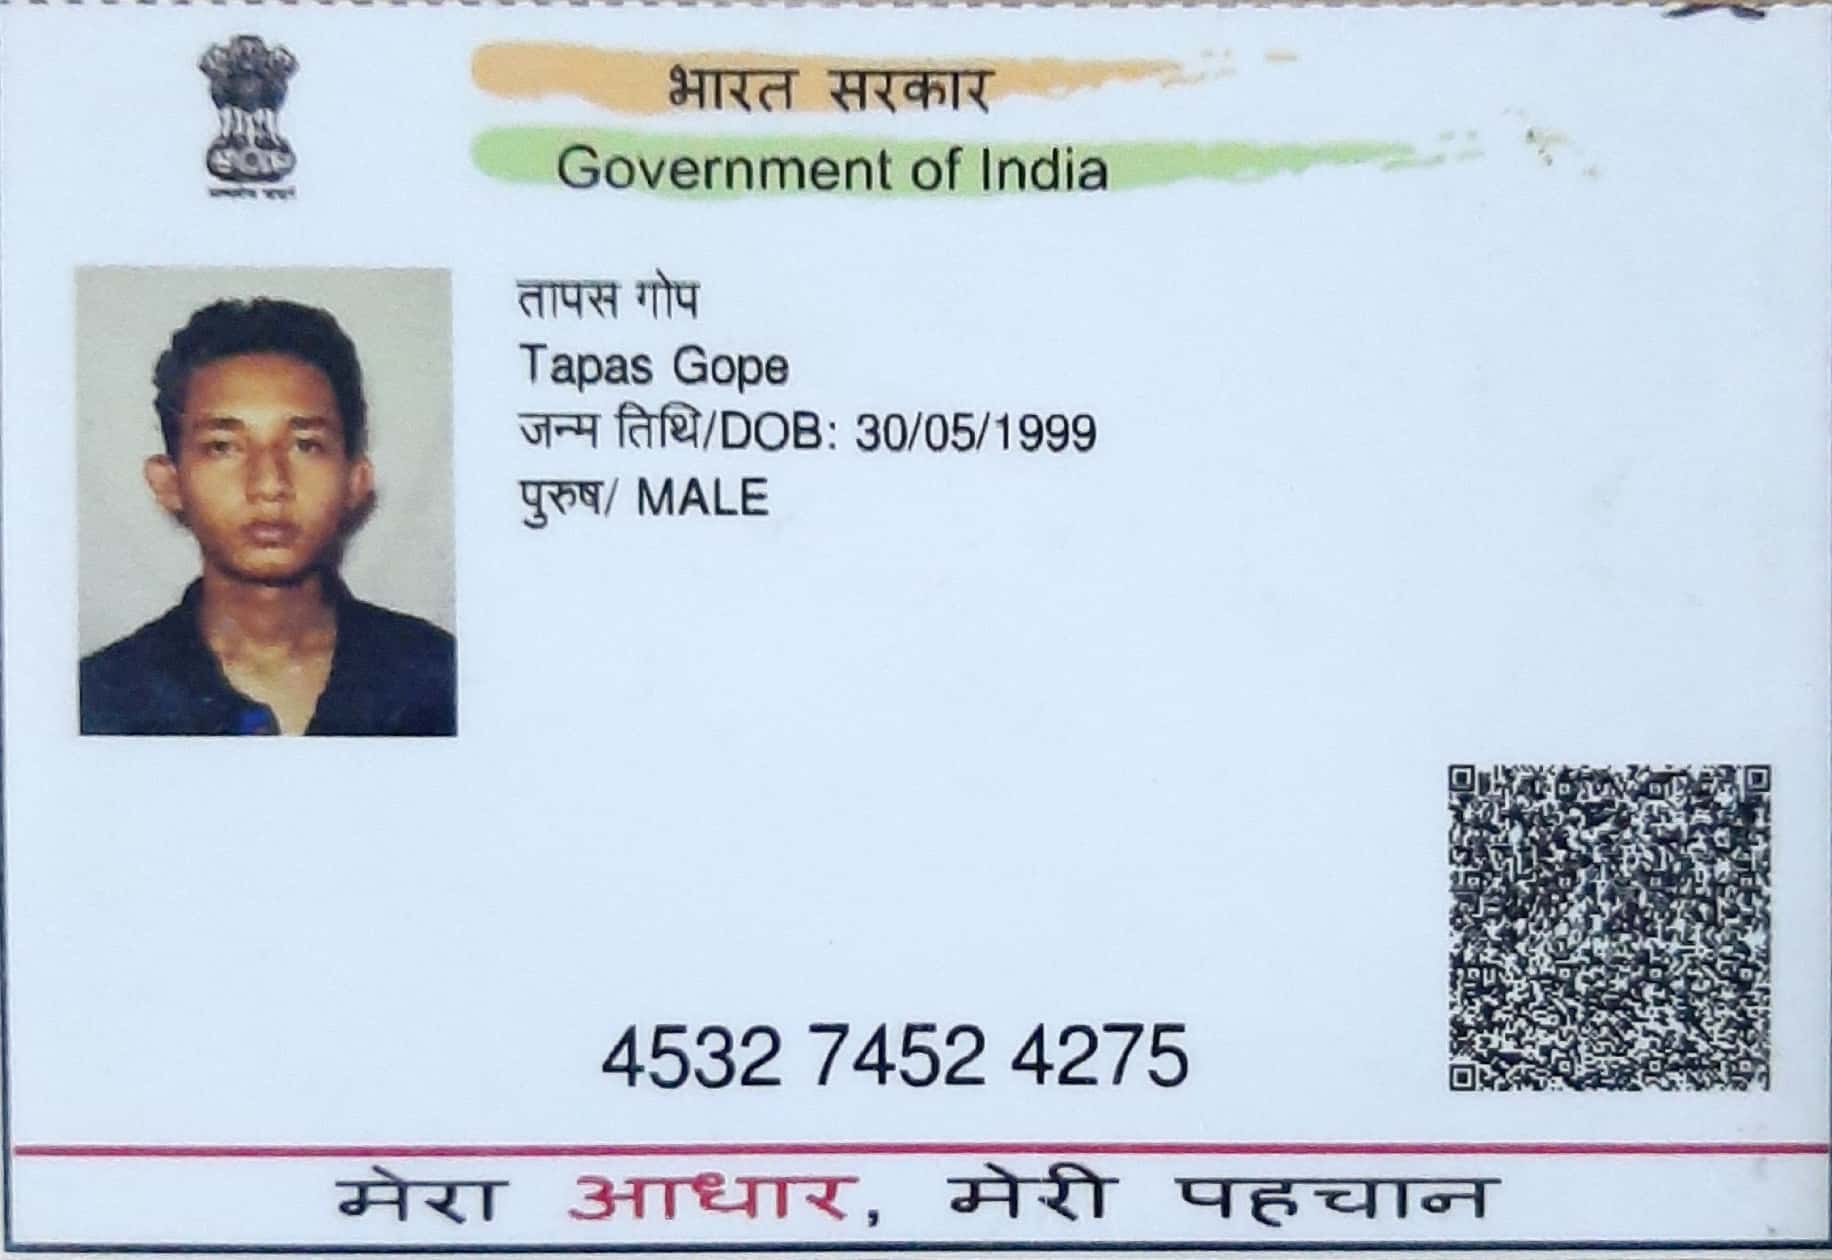 भारत सरकार
Government of India
तापस गोप
Tapas Gope
जन्म तिथि/DOB: 30/05/1999
पुरुष/ MALE
4532 7452 4275
मेरा आधार, मेरी पहचान